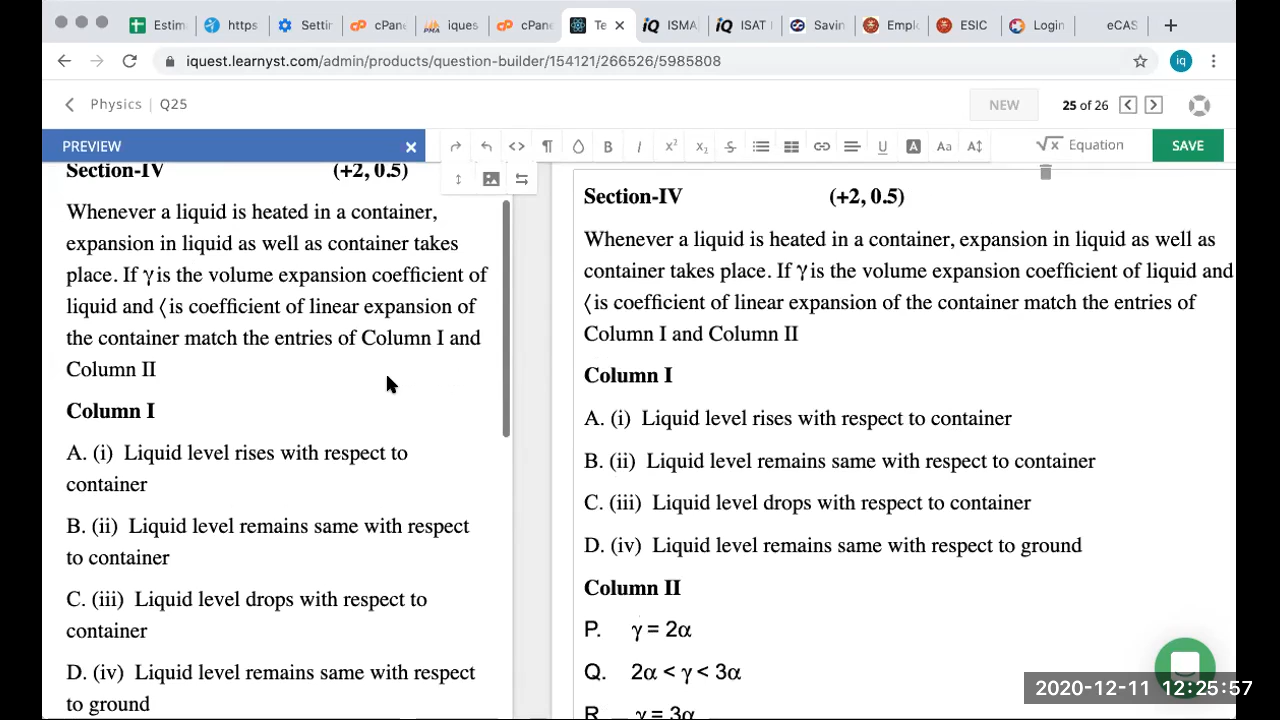 Estim
https
Settir
cPane
iques
cPane
Te
ISMA
ISAT
Savin
Emplo
ESIC
Login
eCAS
iquest.learnyst.com/admin/products/question-builder/154121/266526/5985808
iq
Physics | Q25
NEW
25 of 26
PREVIEW
Equation
SAVE
Section-IV (+2, 0.5)
Whenever a liquid is heated in a container,
expansion in liquid as well as container takes
place. If γ is the volume expansion coefficient of
liquid and ⟨ is coefficient of linear expansion of
the container match the entries of Column I and
Column II
Column I
A. (i) Liquid level rises with respect to
container
B. (ii) Liquid level remains same with respect
to container
C. (iii) Liquid level drops with respect to
container
D. (iv) Liquid level remains same with respect
to ground
Section-IV (+2, 0.5)
Whenever a liquid is heated in a container, expansion in liquid as well as
container takes place. If γ is the volume expansion coefficient of liquid and
⟨ is coefficient of linear expansion of the container match the entries of
Column I and Column II
Column I
A. (i) Liquid level rises with respect to container
B. (ii) Liquid level remains same with respect to container
C. (iii) Liquid level drops with respect to container
D. (iv) Liquid level remains same with respect to ground
Column II
P. γ = 2α
Q. 2α < γ < 3α
R. γ = 3α
2020-12-11 12:25:57